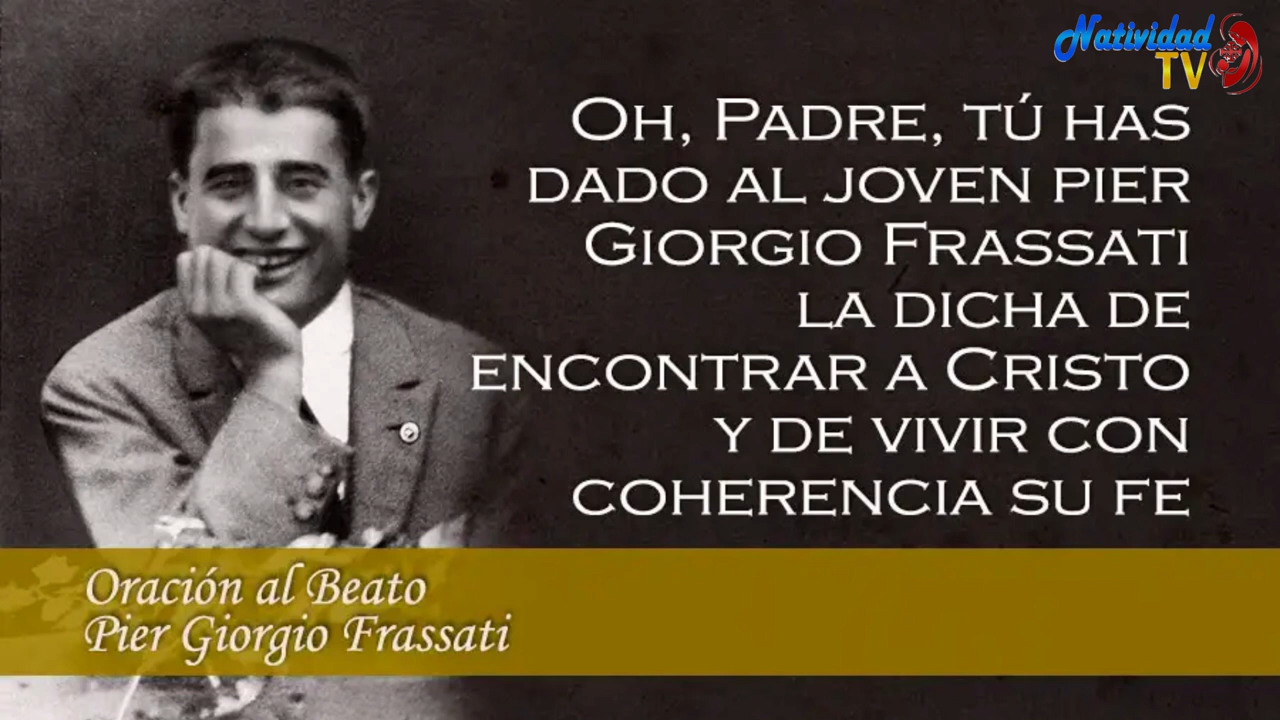 Natividad
TV
Oh, Padre, tú has
dado al joven pier
Giorgio Frassati
la dicha de
encontrar a Cristo
y de vivir con
coherencia su fe
Oración al Beato
Pier Giorgio Frassati